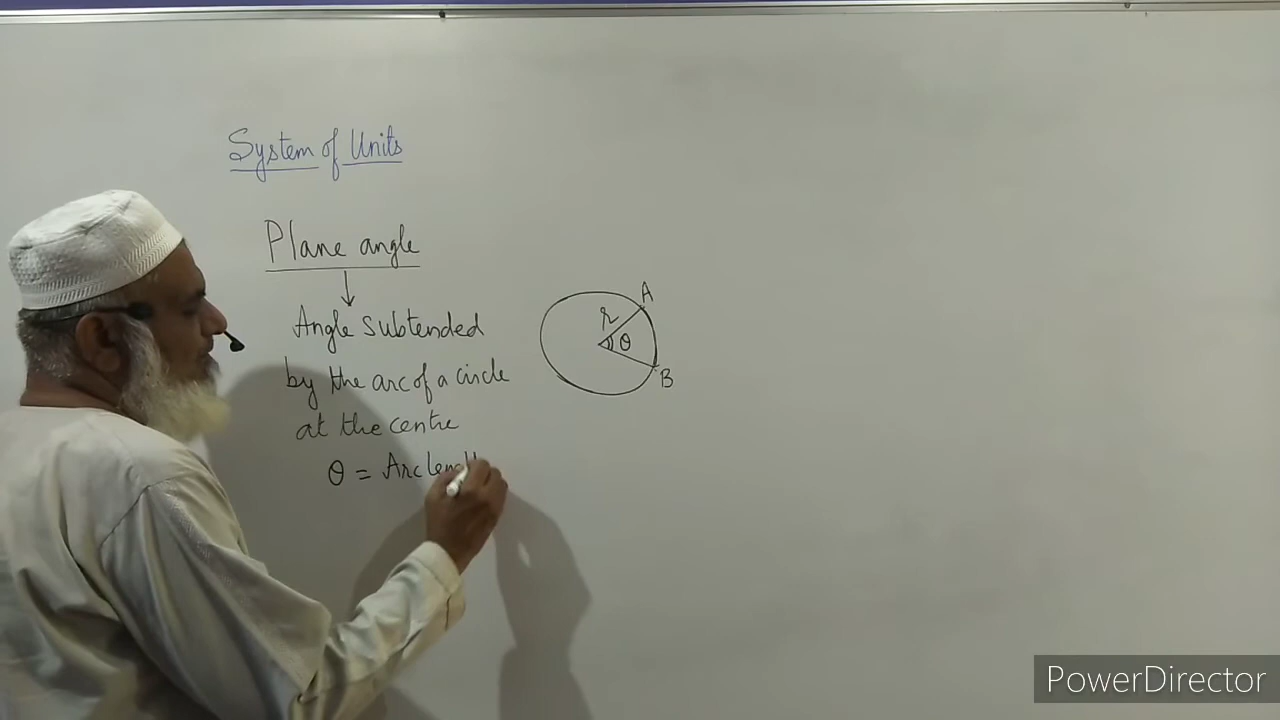 System of Units
Plane angle
Angle subtended
by the arc of a circle
at the centre
θ = Arc length
A
r
θ
B
PowerDirector